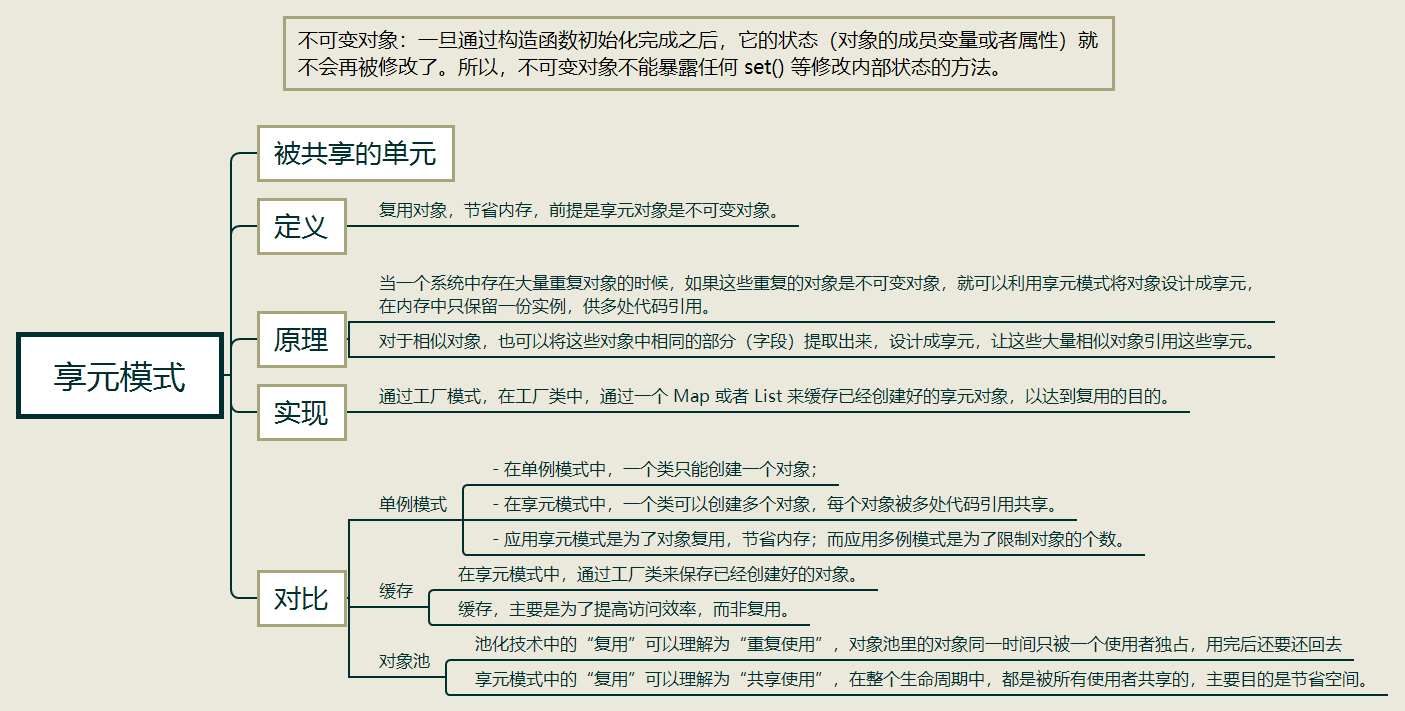 不可变对象：一旦通过构造函数初始化完成之后，它的状态（对象的成员变量或者属性）就
不会再被修改了。所以，不可变对象不能暴露任何 set() 等修改内部状态的方法。
享元模式
被共享的单元
定义
复用对象，节省内存，前提是享元对象是不可变对象。
原理
当一个系统中存在大量重复对象的时候，如果这些重复的对象是不可变对象，就可以利用享元模式将对象设计成享元，
在内存中只保留一份实例，供多处代码引用。
对于相似对象，也可以将这些对象中相同的部分（字段）提取出来，设计成享元，让这些大量相似对象引用这些享元。
实现
通过工厂模式，在工厂类中，通过一个 Map 或者 List 来缓存已经创建好的享元对象，以达到复用的目的。
对比
单例模式
- 在单例模式中，一个类只能创建一个对象；
- 在享元模式中，一个类可以创建多个对象，每个对象被多处代码引用共享。
- 应用享元模式是为了对象复用，节省内存；而应用多例模式是为了限制对象的个数。
缓存
在享元模式中，通过工厂类来保存已经创建好的对象。
缓存，主要是为了提高访问效率，而非复用。
对象池
池化技术中的“复用”可以理解为“重复使用”，对象池里的对象同一时间只被一个使用者独占，用完后还要还回去
享元模式中的“复用”可以理解为“共享使用”，在整个生命周期中，都是被所有使用者共享的，主要目的是节省空间。